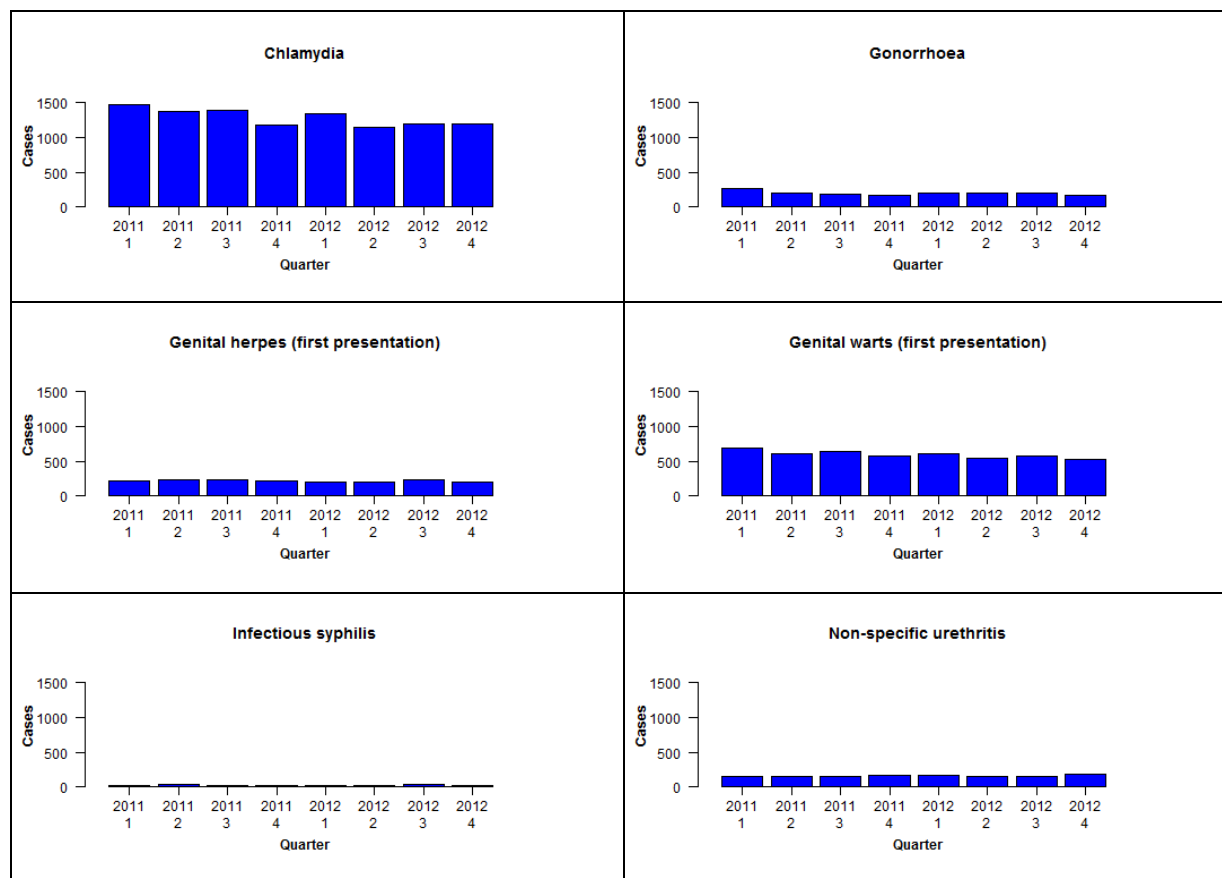 Chlamydia
Cases
1500
1000
500
0
2011 2011 2011 2011 2012 2012 2012 2012
1 2 3 4 1 2 3 4
Quarter
Gonorrhoea
Cases
1500
1000
500
0
2011 2011 2011 2011 2012 2012 2012 2012
1 2 3 4 1 2 3 4
Quarter
Genital herpes (first presentation)
Cases
1500
1000
500
0
2011 2011 2011 2011 2012 2012 2012 2012
1 2 3 4 1 2 3 4
Quarter
Genital warts (first presentation)
Cases
1500
1000
500
0
2011 2011 2011 2011 2012 2012 2012 2012
1 2 3 4 1 2 3 4
Quarter
Infectious syphilis
Cases
1500
1000
500
0
2011 2011 2011 2011 2012 2012 2012 2012
1 2 3 4 1 2 3 4
Quarter
Non-specific urethritis
Cases
1500
1000
500
0
2011 2011 2011 2011 2012 2012 2012 2012
1 2 3 4 1 2 3 4
Quarter